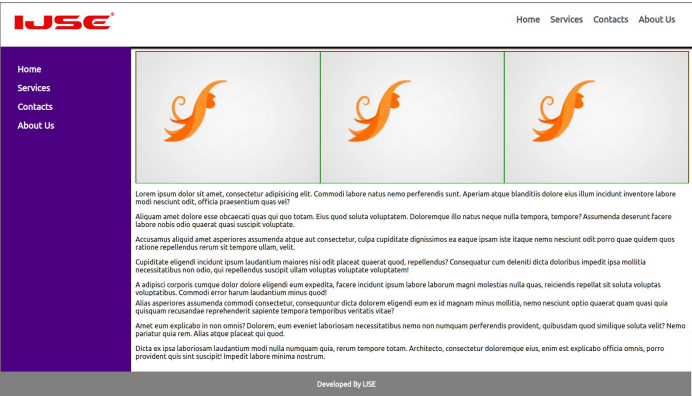 IJSE
Home Services Contacts About Us
Home
Services
Contacts
About Us
Lorem ipsum dolor sit amet, consectetur adipisicing elit. Commodi labore natus nemo perferendis sunt. Aperiam atque blanditiis dolore eius illum incidunt inventore labore
modi nesciunt odit, officia praesentium quas vel?
Aliquam amet dolore esse obcaecati quas qui quo totam. Eius quod soluta voluptatem. Doloremque illo natus neque nulla tempora, tempore? Assumenda deserunt facere
labore nobis odio quaerat quasi suscipit voluptate.
Accusamus aliquid amet asperiores assumenda atque aut consectetur, culpa cupiditate dignissimos ea eaque ipsam iste itaque nemo nesciunt odit porro quae quidem quos
ratione repellendus rerum sit tempore ullam, velit.
Cupiditate eligendi incidunt ipsum laudantium maiores nisi odit placeat quaerat quod, repellendus? Consequatur cum deleniti dicta doloribus impedit ipsa mollitia
necessitatibus non odio, qui repellendus suscipit ullam voluptas voluptate voluptatem!
A adipisci corporis cumque dolor dolore eligendi eum expedita, facere incidunt ipsum labore laborum magni molestias nulla quas, reiciendis repellat sit soluta voluptas
voluptatibus. Commodi error harum laudantium minus quod!
Alias asperiores assumenda commodi consectetur, consequuntur dicta dolorem eligendi eum ex id magnam minus mollitia, nemo nesciunt optio quaerat quam quasi quia
quisquam recusandae reprehenderit sapiente tempora temporibus veritatis vitae?
Amet eum explicabo in non omnis? Dolorem, eum eveniet laboriosam necessitatibus nemo non numquam perferendis provident, quibusdam quod similique soluta velit? Nemo
pariatur quia rem. Alias atque placeat qui quod.
Dicta ex ipsa laboriosam laudantium modi nulla numquam quia, rerum tempore totam. Architecto, consectetur doloremque eius, enim est explicabo officia omnis, porro
provident quis sint suscipit! Impedit labore minima nostrum.
Developed By IJSE